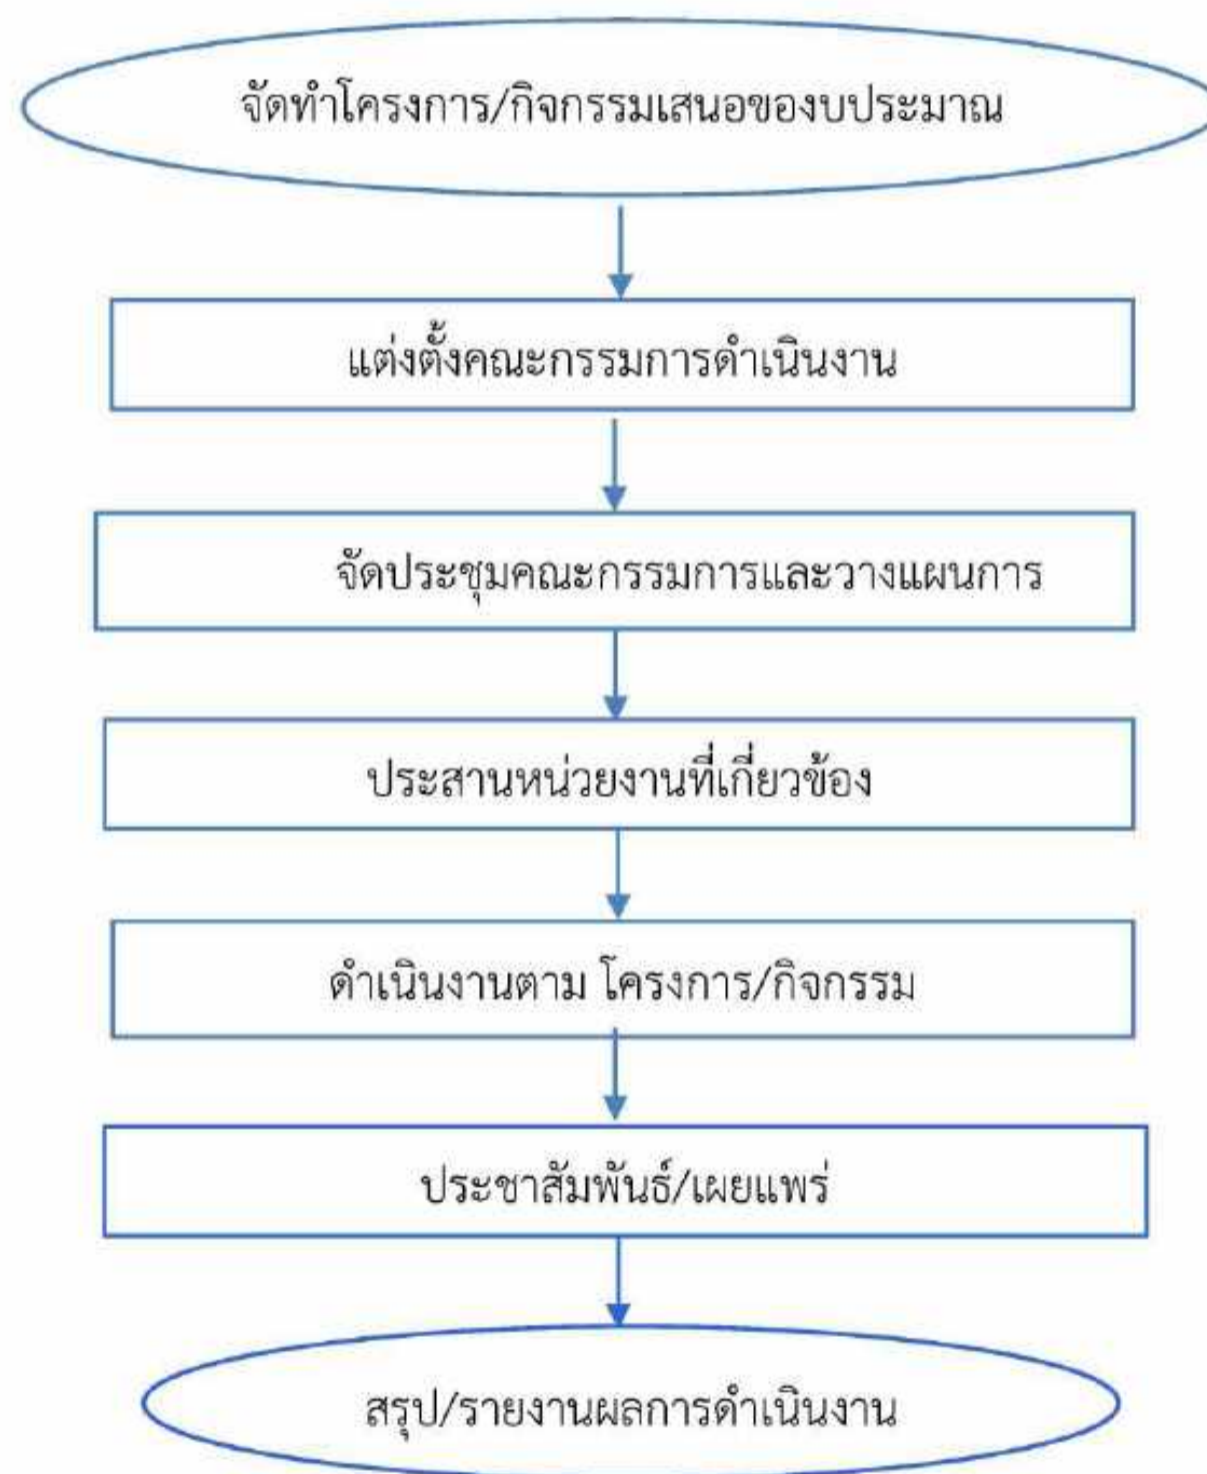 จัดทำโครงการ/กิจกรรมเสนอของบประมาณ
แต่งตั้งคณะกรรมการดำเนินงาน
จัดประชุมคณะกรรมการและวางแผนการ
ประสานหน่วยงานที่เกี่ยวข้อง
ดำเนินงานตาม โครงการ/กิจกรรม
ประชาสัมพันธ์/เผยแพร่
สรุป/รายงานผลการดำเนินงาน